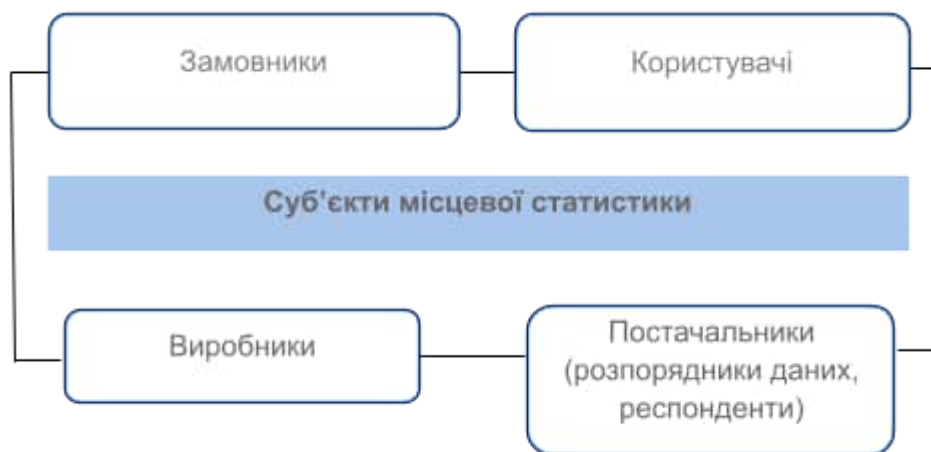 Замовники
Користувачі
Суб'єкти місцевої статистики
Виробники
Постачальники
(розпорядники даних,
респонденти)